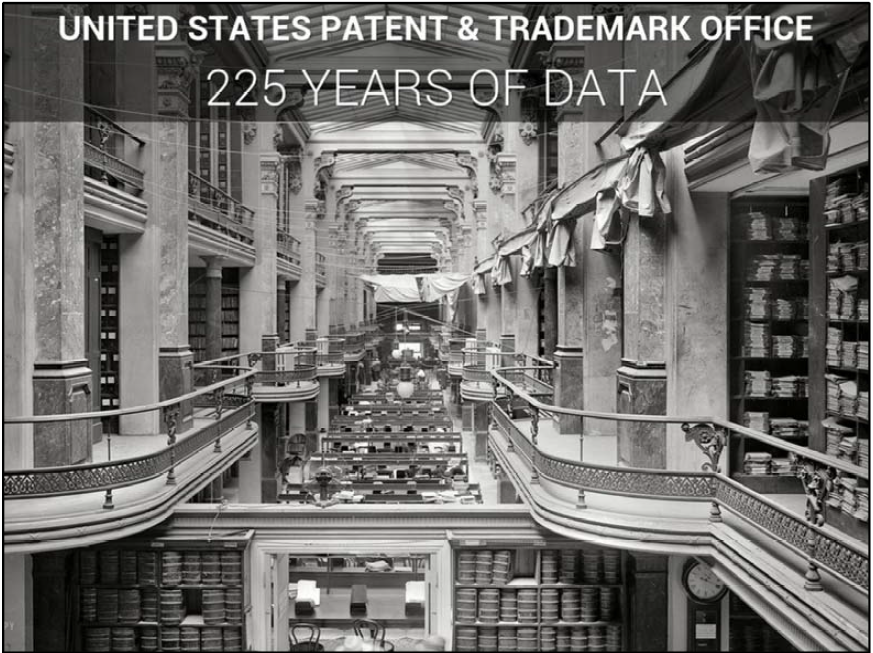 UNITED STATES PATENT & TRADEMARK OFFICE
225 YEARS OF DATA